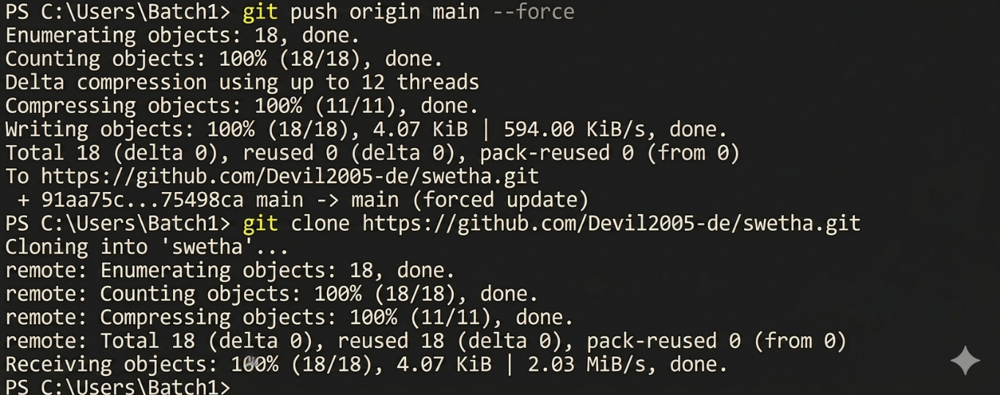 PS C:\Users\Batch1> git push origin main --force
Enumerating objects: 18, done.
Counting objects: 100% (18/18), done.
Delta compression using up to 12 threads
Compressing objects: 100% (11/11), done.
Writing objects: 100% (18/18), 4.07 KiB | 594.00 KiB/s, done.
Total 18 (delta 0), reused 0 (delta 0), pack-reused 0 (from 0)
To https://github.com/Devil2005-de/swetha.git
 + 91aa75c...75498ca main -> main (forced update)
PS C:\Users\Batch1> git clone https://github.com/Devil2005-de/swetha.git
Cloning into 'swetha'...
remote: Enumerating objects: 18, done.
remote: Counting objects: 100% (18/18), done.
remote: Compressing objects: 100% (11/11), done.
remote: Total 18 (delta 0), reused 18 (delta 0), pack-reused 0 (from 0)
Receiving objects: 100% (18/18), 4.07 KiB | 2.03 MiB/s, done.
PS C:\Users\Batch1>